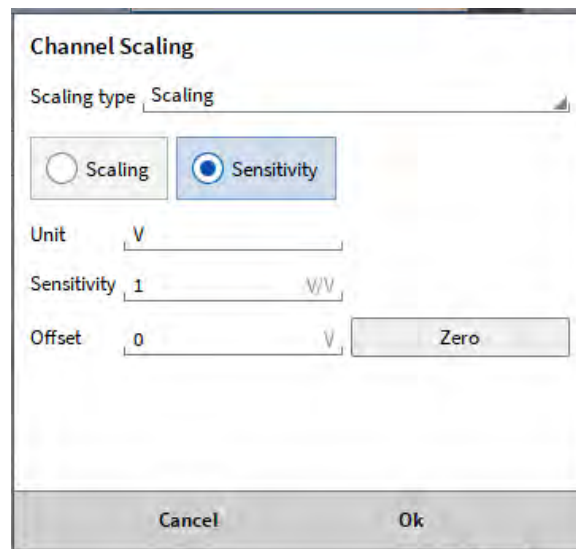 Channel Scaling
Scaling type Scaling
Scaling Sensitivity
Unit V
Sensitivity 1 V/V
Offset 0 V Zero
Cancel Ok